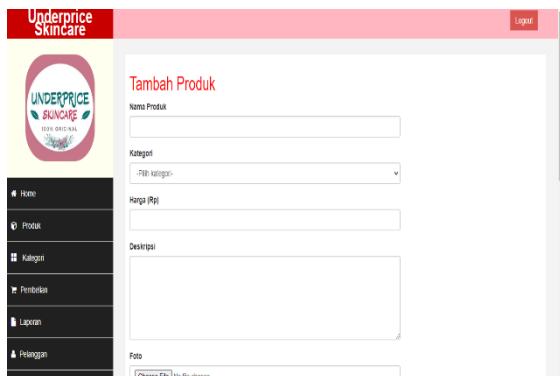 Underprice
Skincare
Logout
UNDERPRICE
SKINCARE
100% ORIGINAL
Home
Produk
Kategori
Pembelian
Laporan
Pelanggan
Tambah Produk
Nama Produk
Kategori
-Pilih kategori-
Harga (Rp)
Deskripsi
Foto
Choose File No file chosen